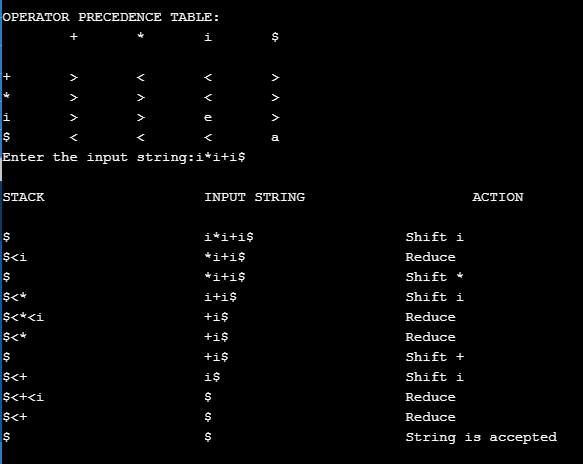 OPERATOR PRECEDENCE TABLE:
+ * i $
+ > < < >
* > > < >
i > > e >
$ < < < a
Enter the input string:i*i+i$
STACK INPUT STRING ACTION
$ i*i+i$ Shift i
$<i *i+i$ Reduce
$ *i+i$ Shift *
$<* i+i$ Shift i
$<*<i +i$ Reduce
$<* +i$ Reduce
$ +i$ Shift +
$<+ i$ Shift i
$<+<i $ Reduce
$<+ $ Reduce
$ $ String is accepted